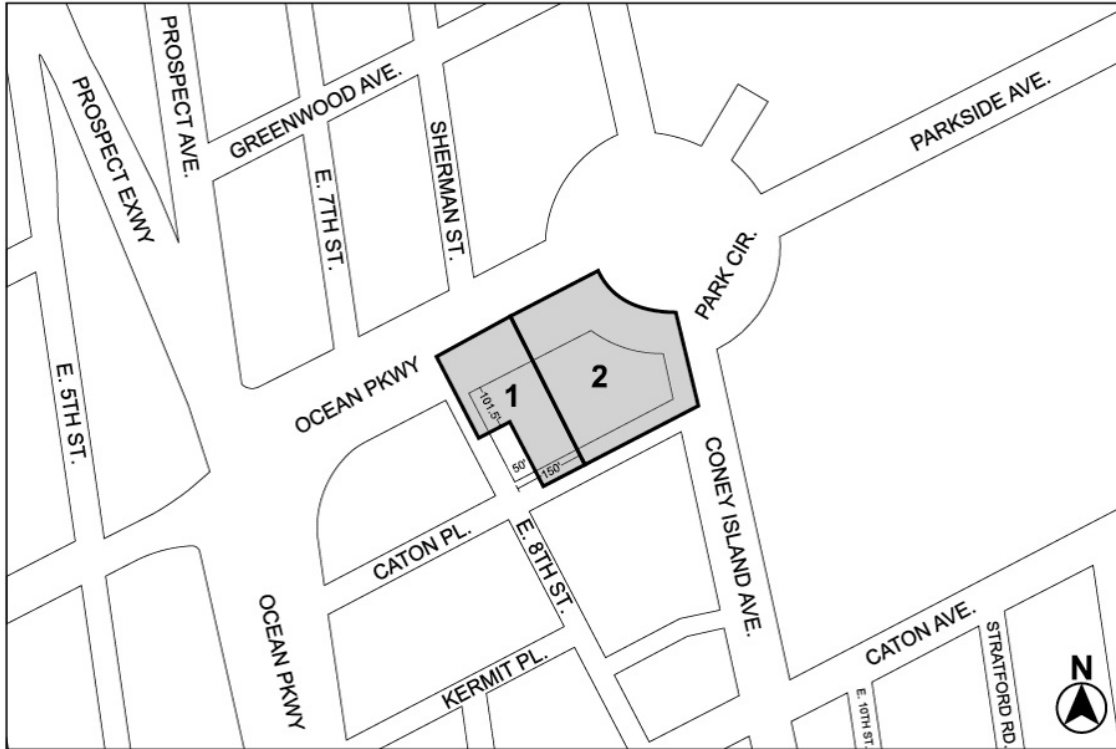 PROSPECT AVE.
PROSPECT EXWY
GREENWOOD AVE.
E. 7TH ST.
SHERMAN ST.
PARKSIDE AVE.
PARK CIR.
OCEAN PKWY
E. 5TH ST.
1
2
101.5'
50'
150'
CATON PL.
E. 8TH ST.
CONEY ISLAND AVE.
OCEAN PKWY
KERMIT PL.
CATON AVE.
E. 10TH ST.
STRATFORD RD.
N